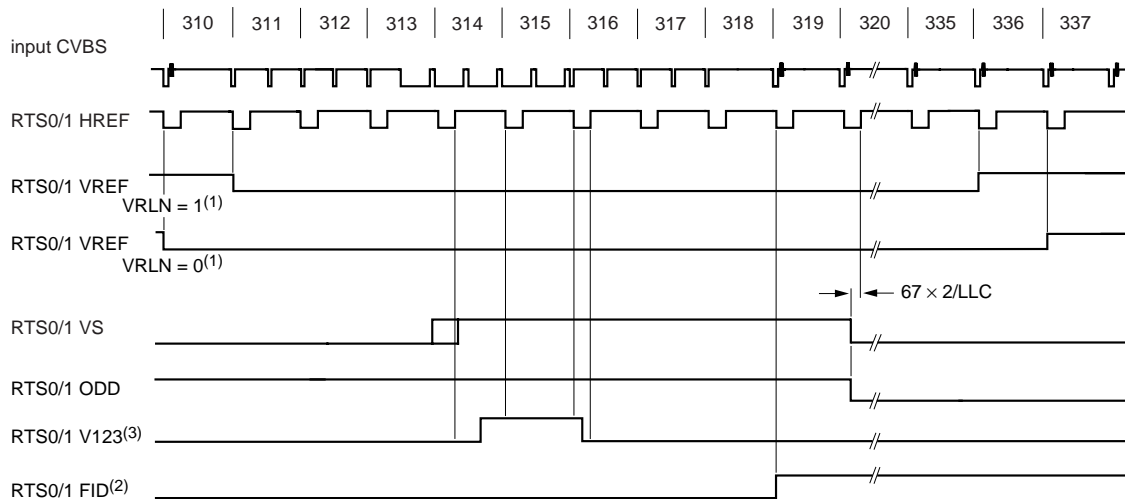 310 311 312 313 314 315 316 317 318 319 320 335 336 337
input CVBS
RTS0/1 HREF
RTS0/1 VREF
VRLN = 1(1)
RTS0/1 VREF
VRLN = 0(1)
67 × 2/LLC
RTS0/1 VS
RTS0/1 ODD
RTS0/1 V123(3)
RTS0/1 FID(2)